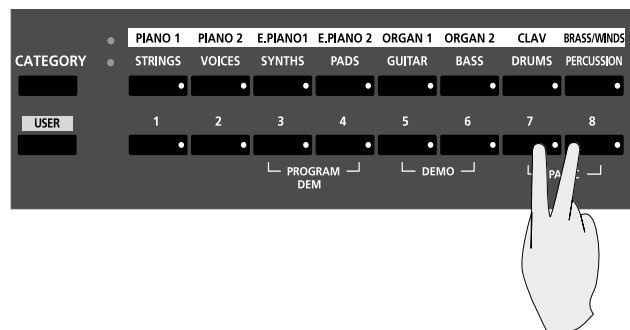 PIANO 1 PIANO 2 E.PIANO1 E.PIANO 2 ORGAN 1 ORGAN 2 CLAV BRASS/WINDS
CATEGORY STRINGS VOICES SYNTHS PADS GUITAR BASS DRUMS PERCUSSION
USER 1 2 3 4 5 6 7 8
PROGRAM DEMO
DEM